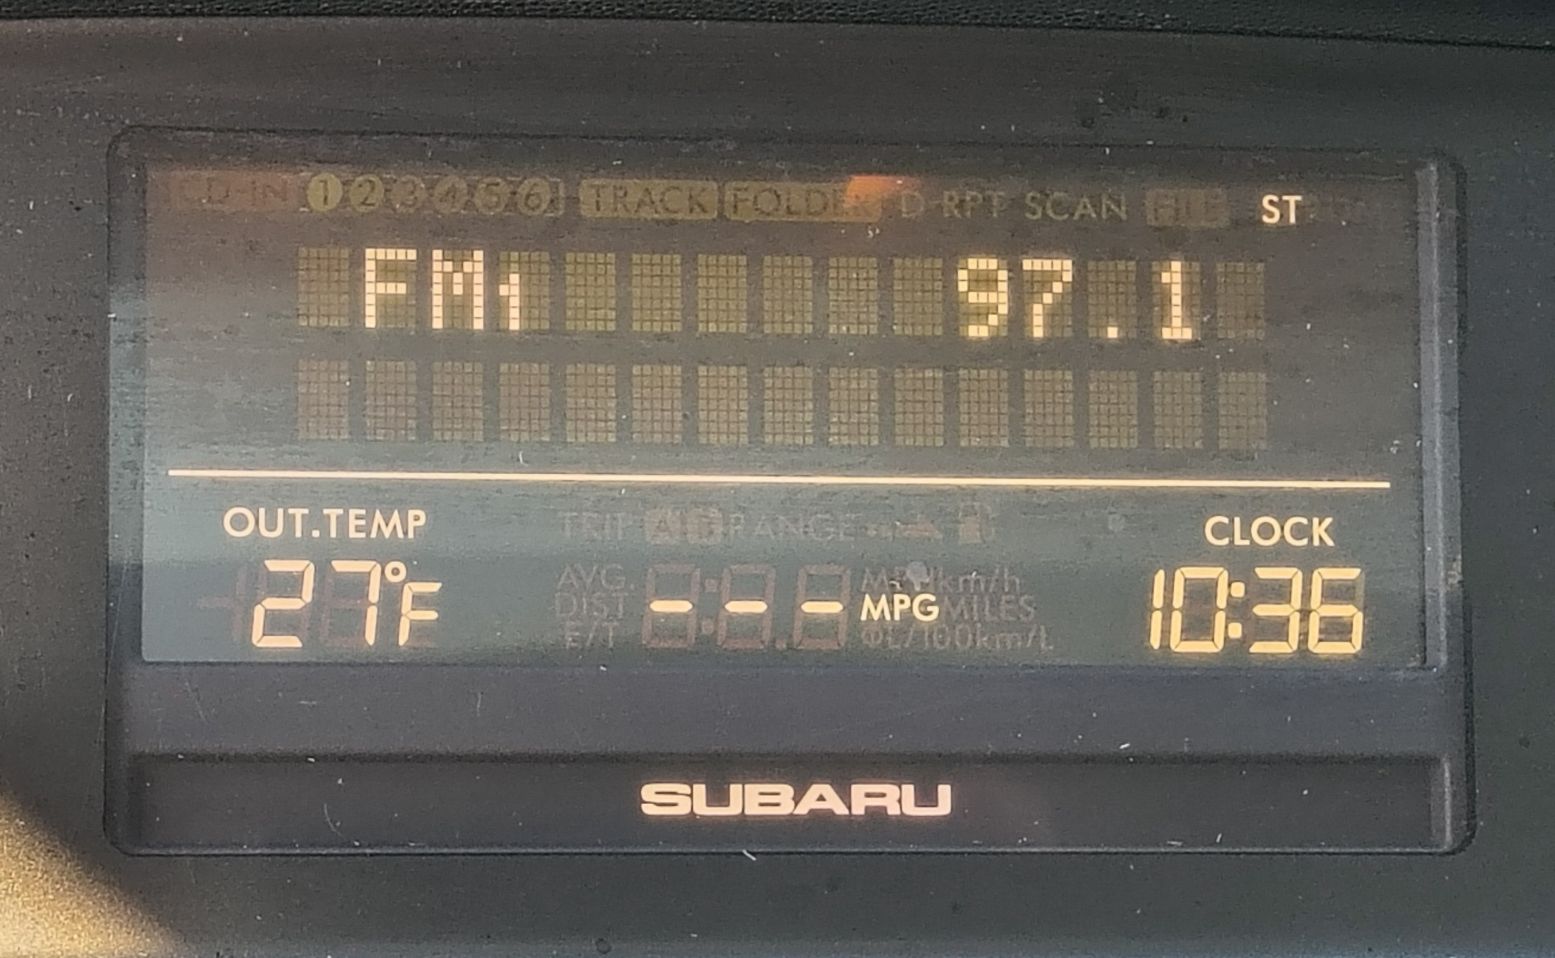 CD-IN 1 2 3 4 5 6 TRACK FOLDER D-RPT SCAN FILE ST
FM1 97.1
OUT.TEMP TRIP A B RANGE CLOCK
AVG. MPH km/h
27°F DIST - - - MPG MILES 10:36
E/T L/100km/L
SUBARU